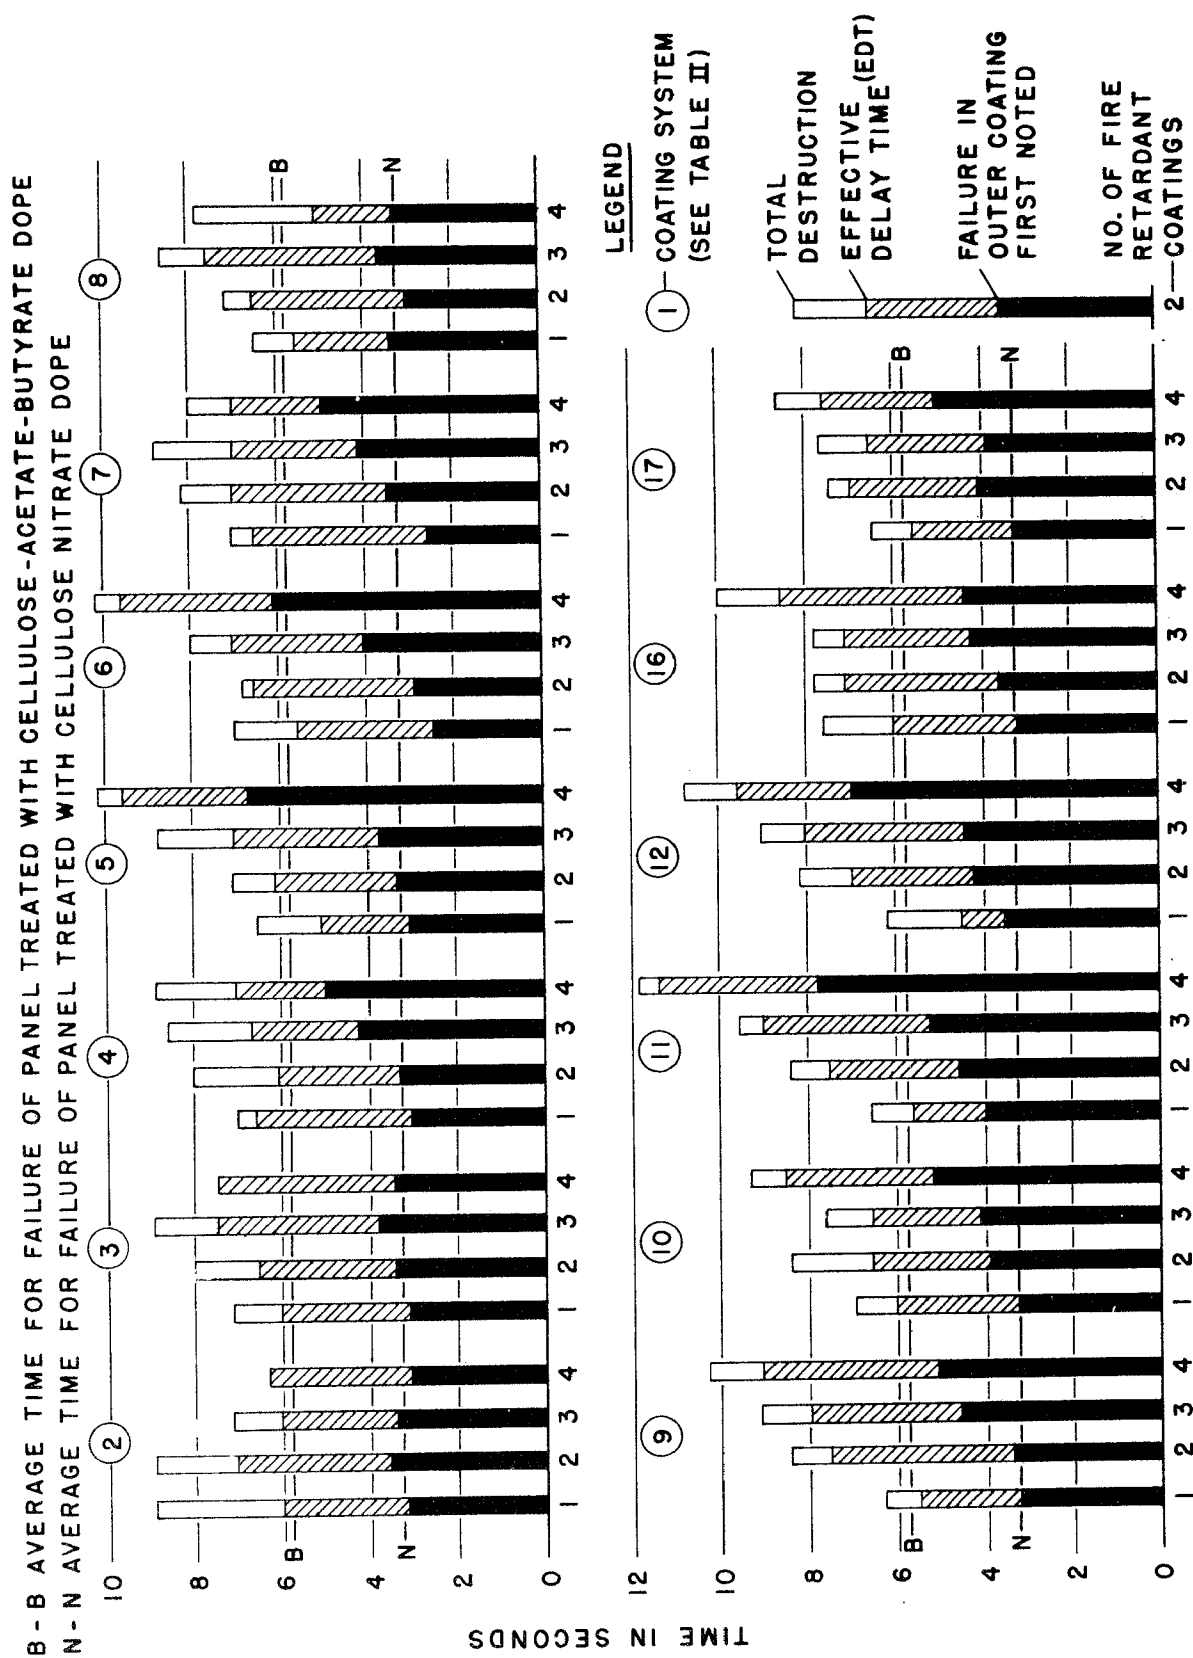 B-B AVERAGE TIME FOR FAILURE OF PANEL TREATED WITH CELLULOSE-ACETATE-BUTYRATE DOPE
N-N AVERAGE TIME FOR FAILURE OF PANEL TREATED WITH CELLULOSE NITRATE DOPE
2 3 4 5 6 7 8
10
8
6
4
2
0
B B
N N
1 2 3 4 1 2 3 4 1 2 3 4 1 2 3 4 1 2 3 4 1 2 3 4 1 2 3 4
TIME IN SECONDS
9 10 11 12 16 17
12
10
8
6
4
2
0
B B
N N
1 2 3 4 1 2 3 4 1 2 3 4 1 2 3 4 1 2 3 4 1 2 3 4
LEGEND
1 COATING SYSTEM
(SEE TABLE II)
TOTAL
DESTRUCTION
EFFECTIVE
DELAY TIME (EDT)
FAILURE IN
OUTER COATING
FIRST NOTED
NO. OF FIRE
RETARDANT
2 COATINGS